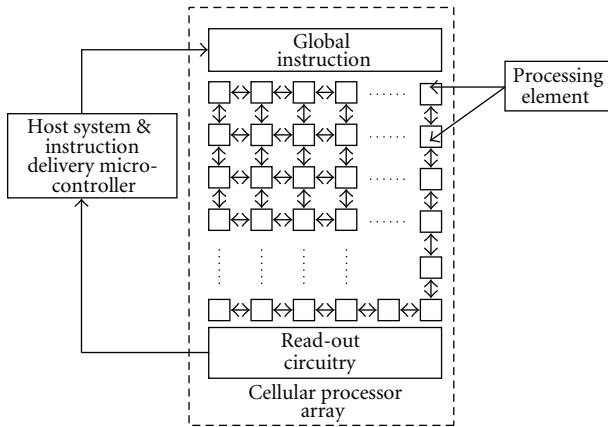 Global
instruction
Processing
element
Host system &
instruction
delivery micro-
controller
Read-out
circuitry
Cellular processor
array